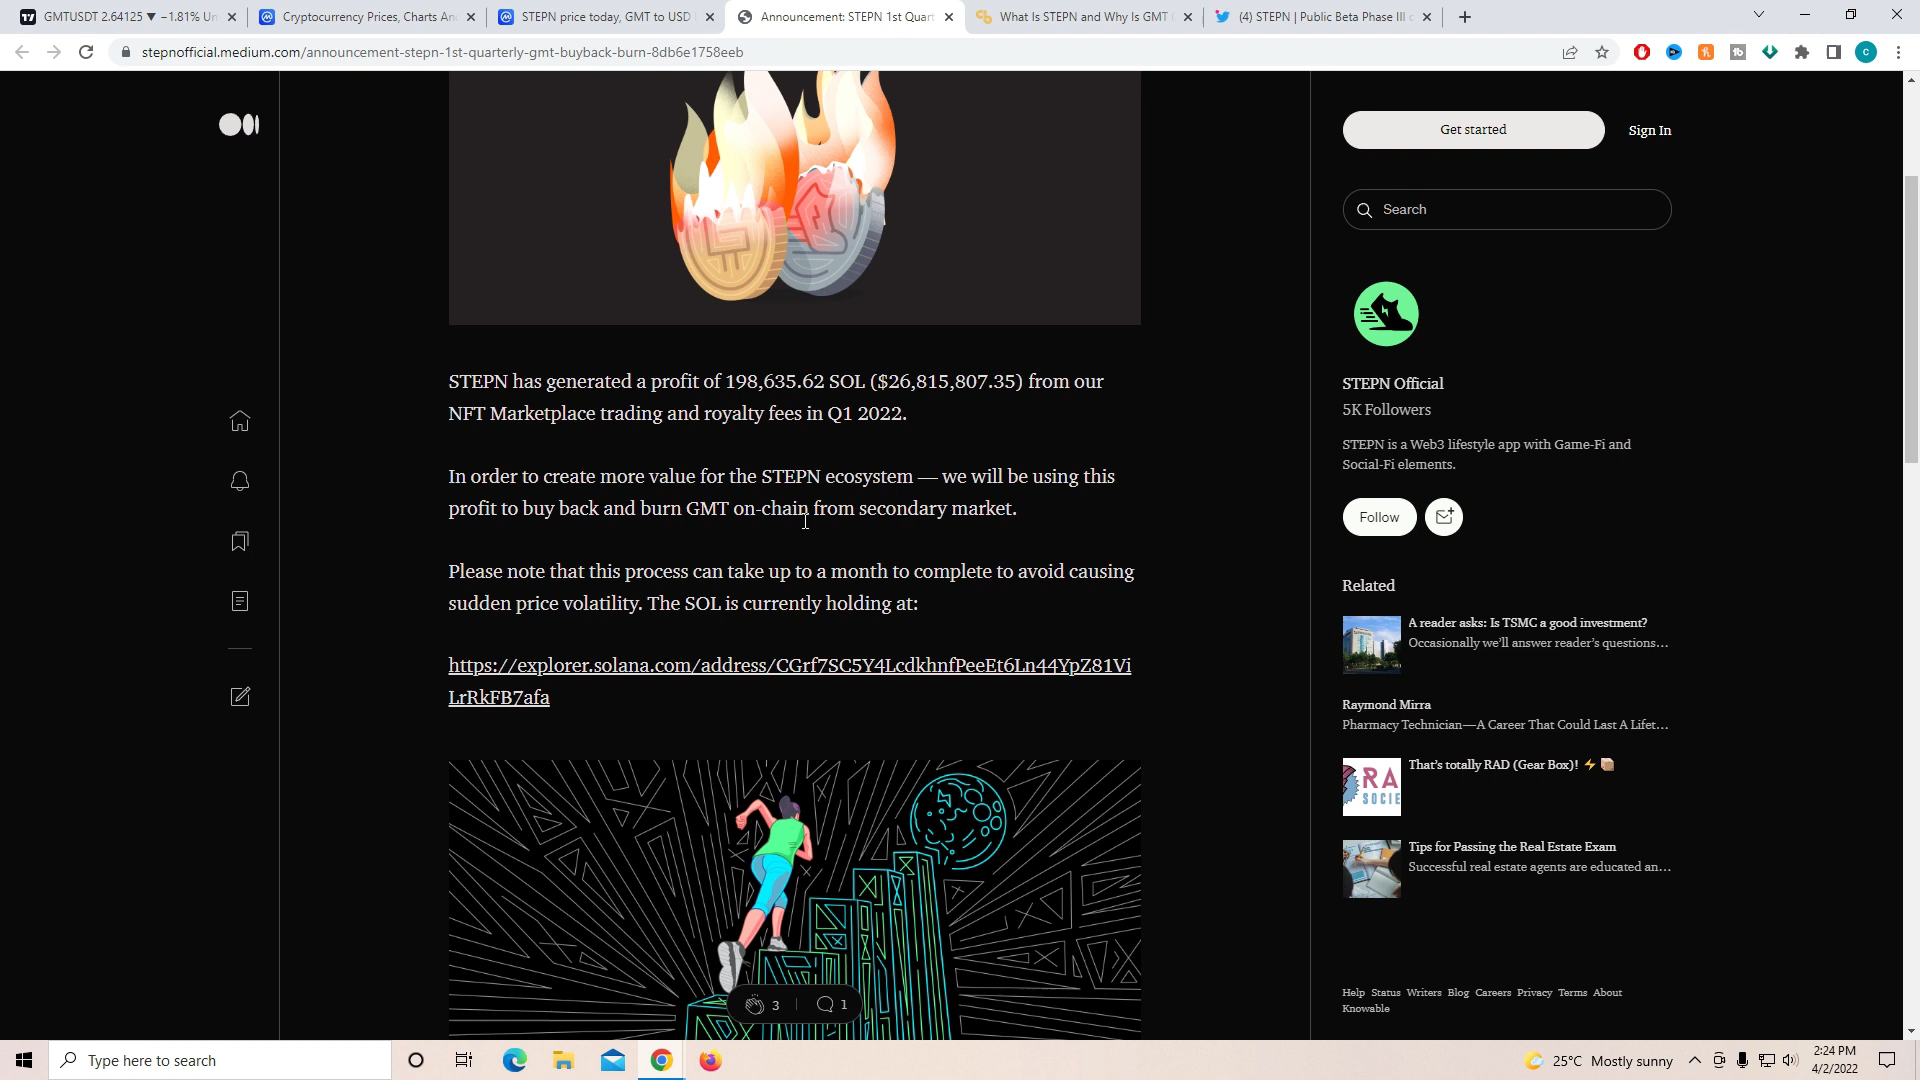 GMTUSDT 2.64125 ▼ −1.81% Un
Cryptocurrency Prices, Charts An
STEPN price today, GMT to USD
Announcement: STEPN 1st Quart
What Is STEPN and Why Is GMT
(4) STEPN | Public Beta Phase III
stepnofficial.medium.com/announcement-stepn-1st-quarterly-gmt-buyback-burn-8db6e1758eeb
Get started
Sign In
Search
STEPN has generated a profit of 198,635.62 SOL ($26,815,807.35) from our
NFT Marketplace trading and royalty fees in Q1 2022.
In order to create more value for the STEPN ecosystem — we will be using this
profit to buy back and burn GMT on-chain from secondary market.
Please note that this process can take up to a month to complete to avoid causing
sudden price volatility. The SOL is currently holding at:
https://explorer.solana.com/address/CGrf7SC5Y4LcdkhnfPeeEt6Ln44YpZ81Vi
LrRkFB7afa
3
1
STEPN Official
5K Followers
STEPN is a Web3 lifestyle app with Game-Fi and
Social-Fi elements.
Follow
Related
A reader asks: Is TSMC a good investment?
Occasionally we'll answer reader's questions…
Raymond Mirra
Pharmacy Technician—A Career That Could Last A Lifet…
That's totally RAD (Gear Box)! ⚡ 📦
RA
SOCIE
Tips for Passing the Real Estate Exam
Successful real estate agents are educated an…
Help Status Writers Blog Careers Privacy Terms About
Knowable
Type here to search
25°C Mostly sunny
2:24 PM
4/2/2022